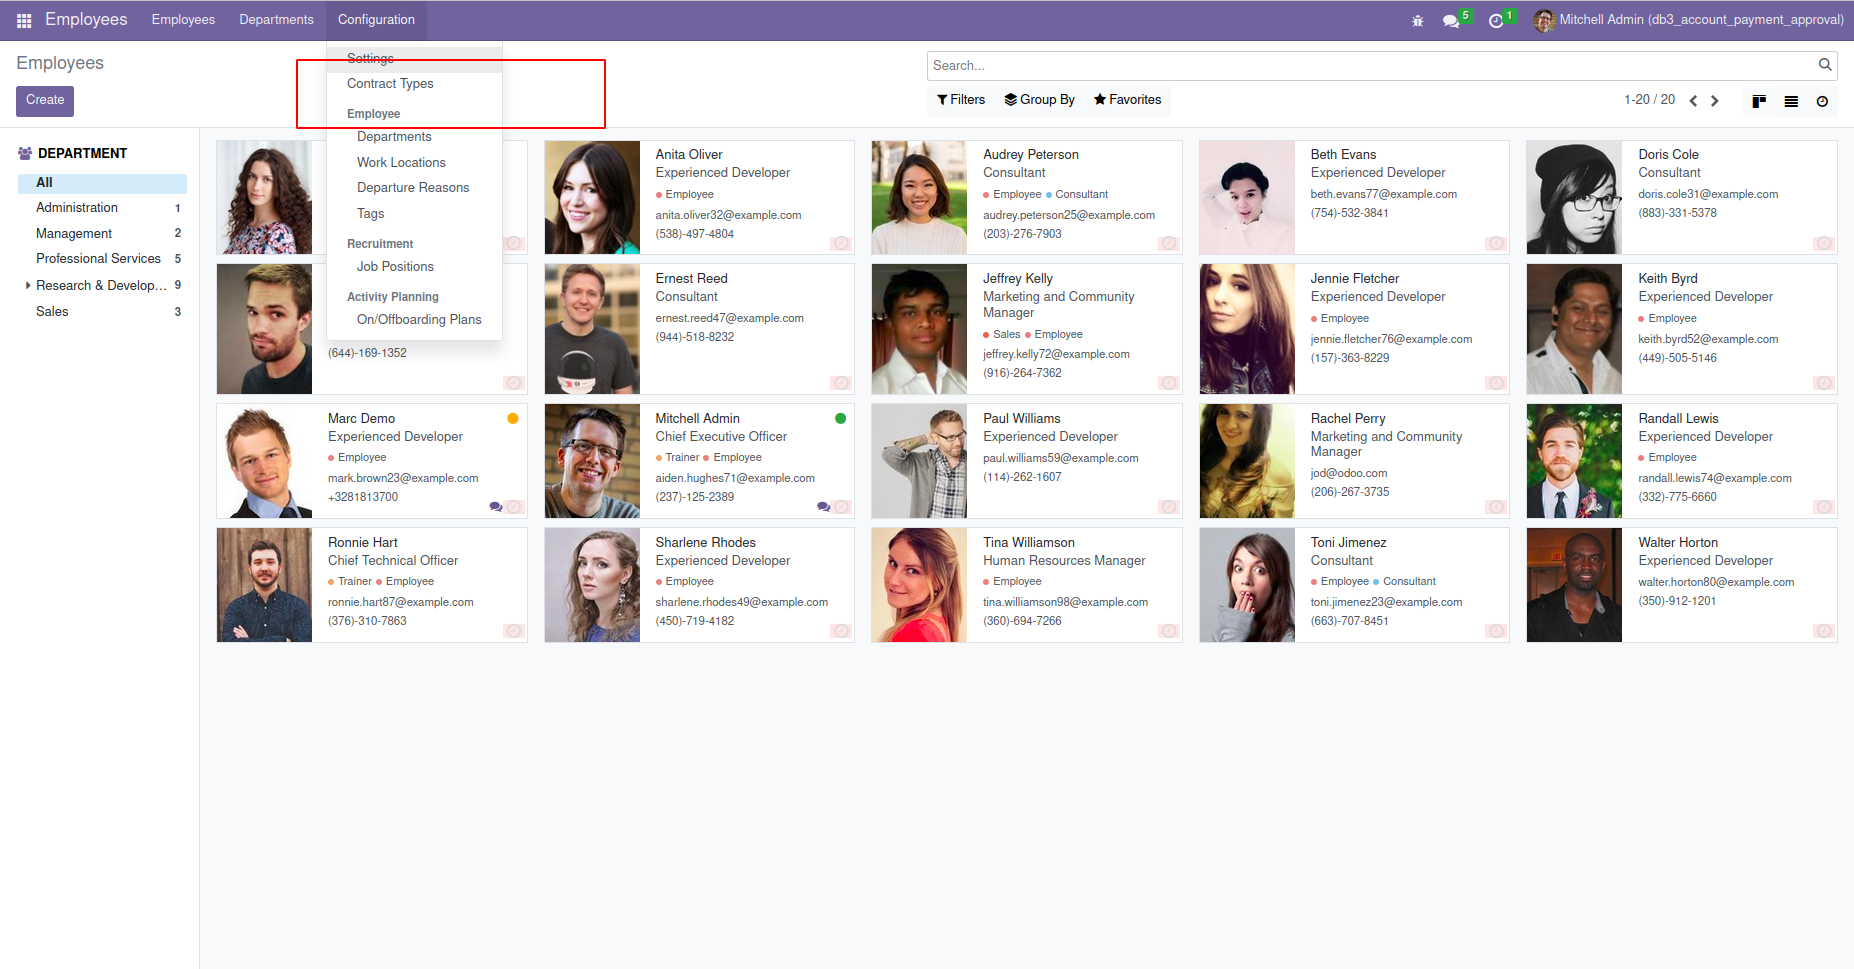 Employees Employees Departments Configuration 5 1 Mitchell Admin (db3_account_payment_approval)
Employees
Create
Search...
Filters Group By Favorites 1-20 / 20
Settings
Contract Types
Employee
Departments
Work Locations
Departure Reasons
Tags
Recruitment
Job Positions
Activity Planning
On/Offboarding Plans
DEPARTMENT
All
Administration 1
Management 2
Professional Services 5
Research & Develop... 9
Sales 3
Anita Oliver
Experienced Developer
Employee
anita.oliver32@example.com
(538)-497-4804
Audrey Peterson
Consultant
Employee Consultant
audrey.peterson25@example.com
(203)-276-7903
Beth Evans
Experienced Developer
beth.evans77@example.com
(754)-532-3841
Doris Cole
Consultant
doris.cole31@example.com
(883)-331-5378
(644)-169-1352
Ernest Reed
Consultant
ernest.reed47@example.com
(944)-518-8232
Jeffrey Kelly
Marketing and Community
Manager
Sales Employee
jeffrey.kelly72@example.com
(916)-264-7362
Jennie Fletcher
Experienced Developer
Employee
jennie.fletcher76@example.com
(157)-363-8229
Keith Byrd
Experienced Developer
Employee
keith.byrd52@example.com
(449)-505-5146
Marc Demo
Experienced Developer
Employee
mark.brown23@example.com
+3281813700
Mitchell Admin
Chief Executive Officer
Trainer Employee
aiden.hughes71@example.com
(237)-125-2389
Paul Williams
Experienced Developer
paul.williams59@example.com
(114)-262-1607
Rachel Perry
Marketing and Community
Manager
jod@odoo.com
(206)-267-3735
Randall Lewis
Experienced Developer
Employee
randall.lewis74@example.com
(332)-775-6660
Ronnie Hart
Chief Technical Officer
Trainer Employee
ronnie.hart87@example.com
(376)-310-7863
Sharlene Rhodes
Experienced Developer
Employee
sharlene.rhodes49@example.com
(450)-719-4182
Tina Williamson
Human Resources Manager
Employee
tina.williamson98@example.com
(360)-694-7266
Toni Jimenez
Consultant
Employee Consultant
toni.jimenez23@example.com
(663)-707-8451
Walter Horton
Experienced Developer
walter.horton80@example.com
(350)-912-1201